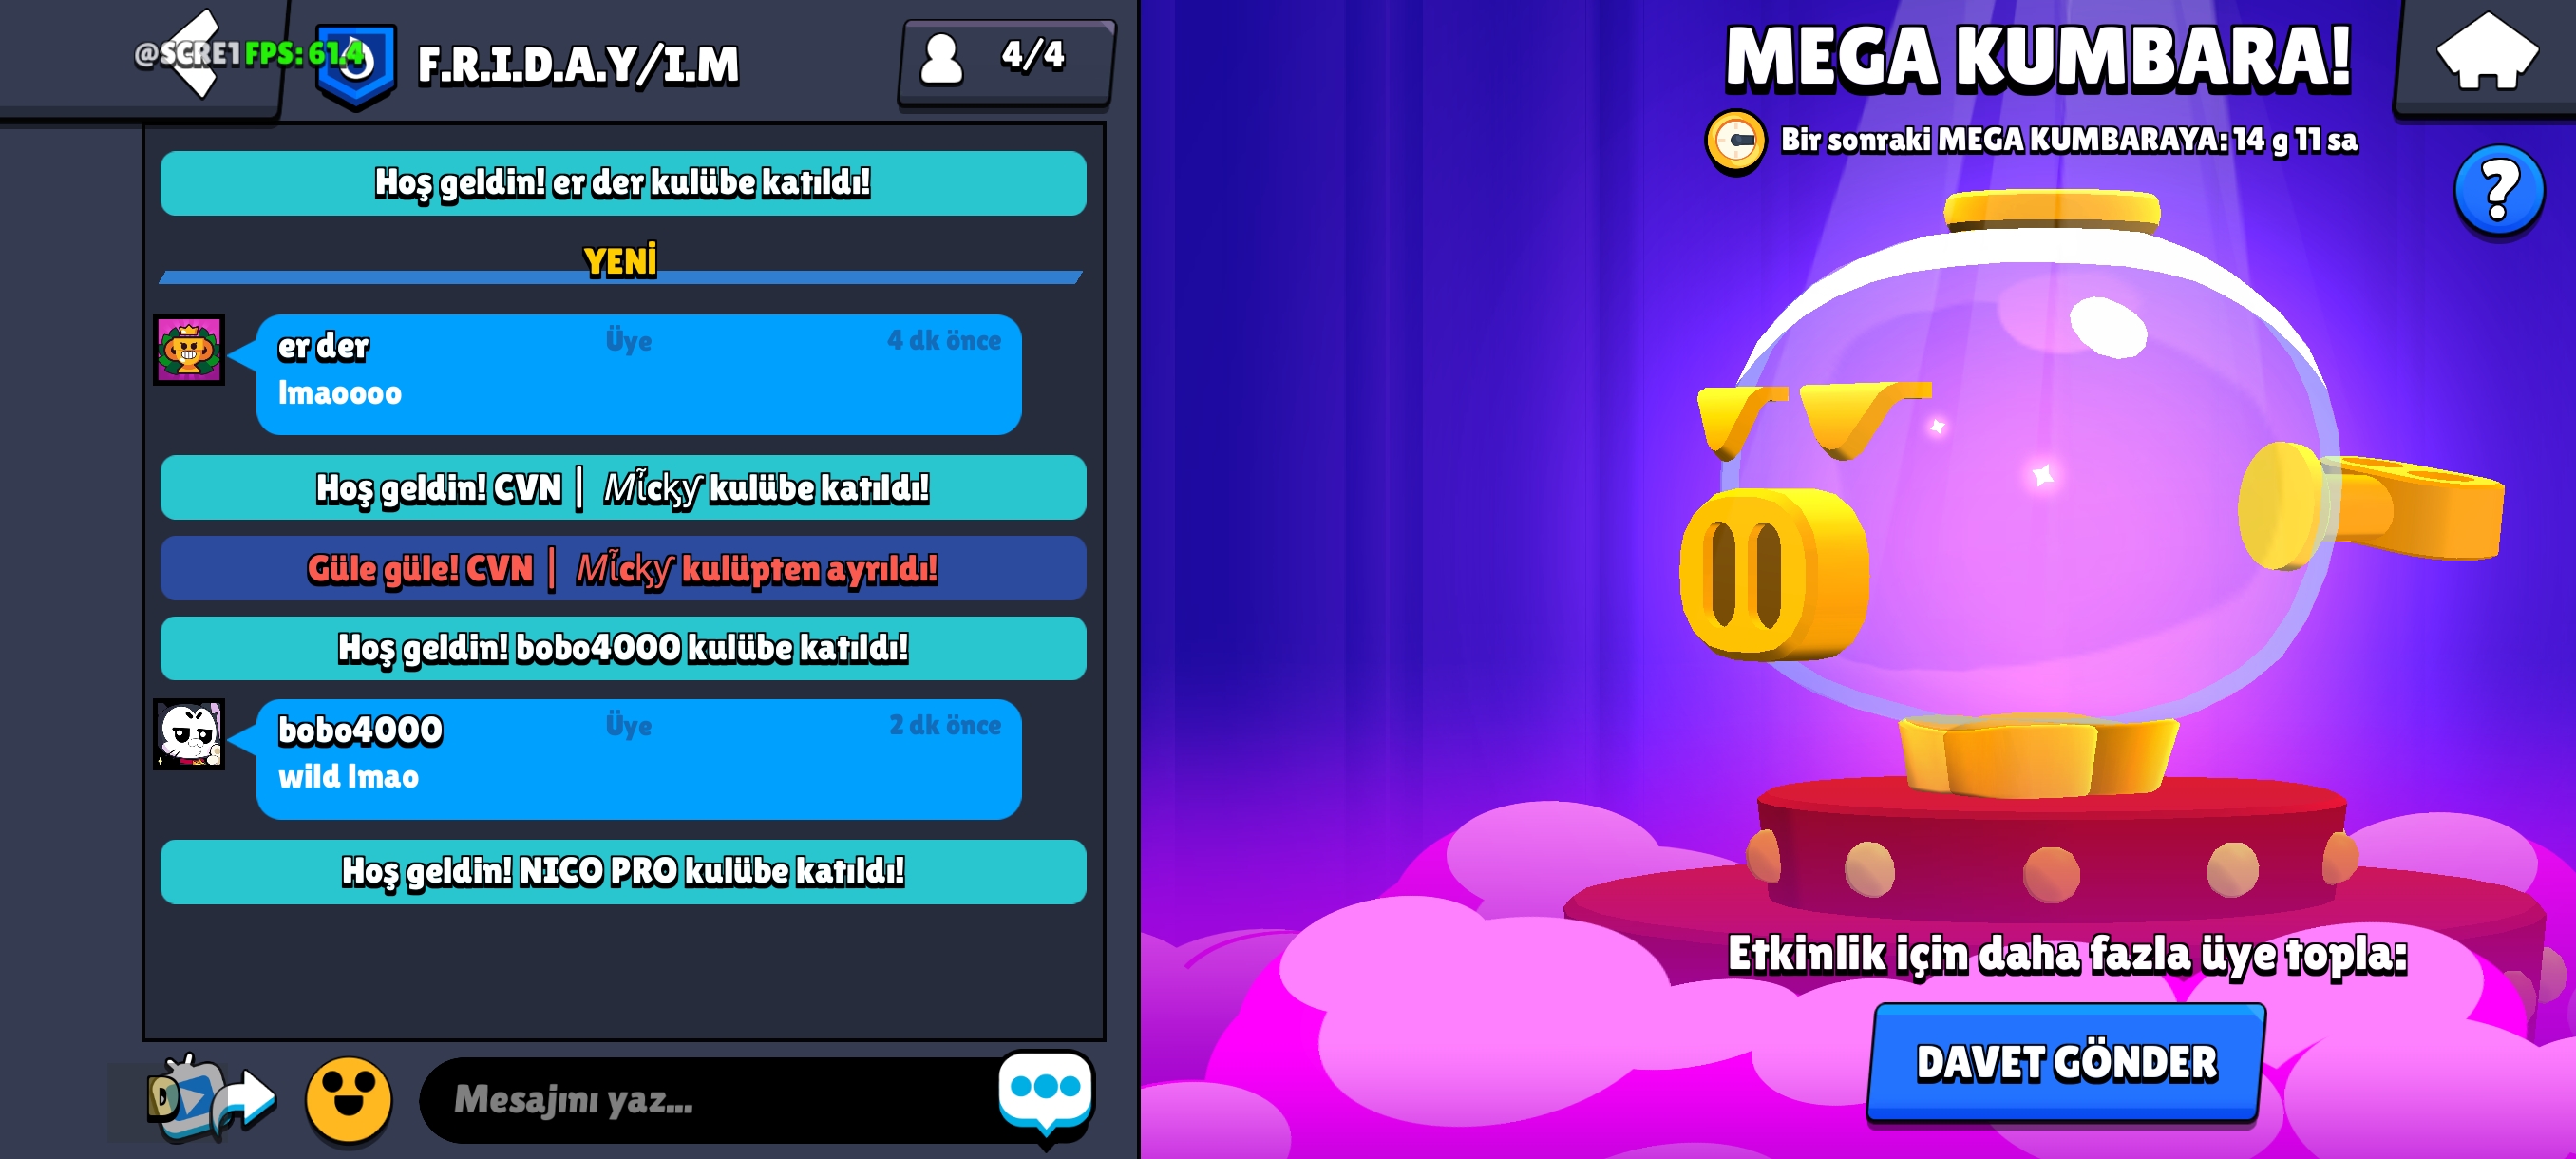 @SCRE1 FPS: 61.4
F.R.I.D.A.Y/I.M
4/4
Hoş geldin! er der kulübe katıldı!
YENİ
er der Üye 4 dk önce
lmaoooo
Hoş geldin! CVN | Mĩcķƴ kulübe katıldı!
Güle güle! CVN | Mĩcķƴ kulüpten ayrıldı!
Hoş geldin! bobo4000 kulübe katıldı!
bobo4000 Üye 2 dk önce
wild lmao
Hoş geldin! NICO PRO kulübe katıldı!
D
Mesajını yaz...
MEGA KUMBARA!
Bir sonraki MEGA KUMBARAYA: 14 g 11 sa
?
Etkinlik için daha fazla üye topla:
DAVET GÖNDER